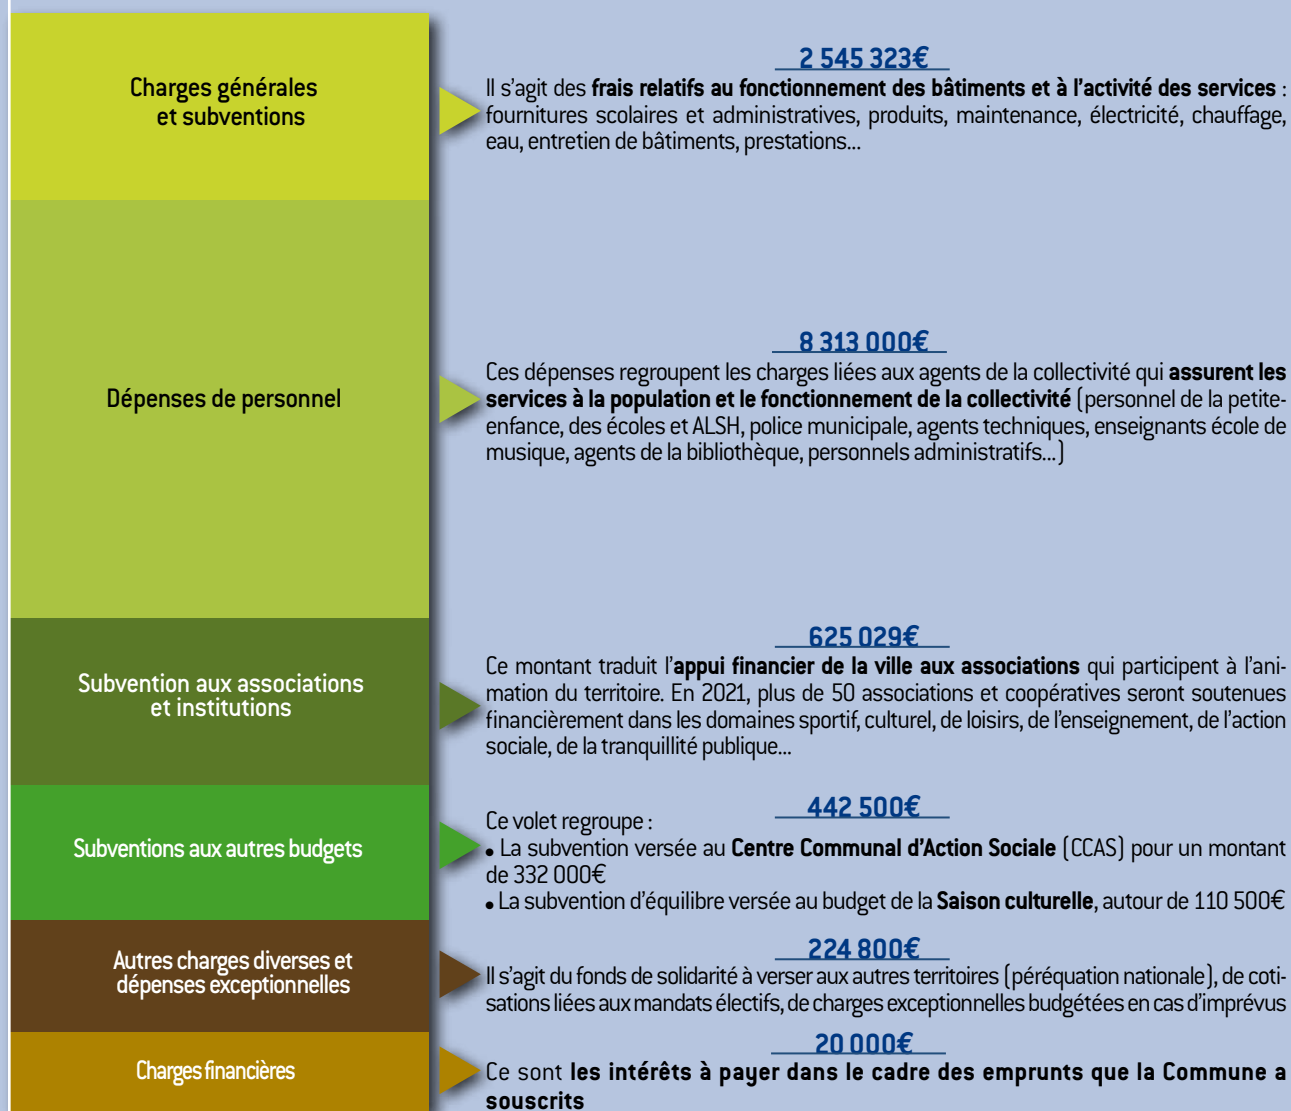 Charges générales
et subventions
2 545 323€
Il s’agit des frais relatifs au fonctionnement des bâtiments et à l’activité des services :
fournitures scolaires et administratives, produits, maintenance, électricité, chauffage,
eau, entretien de bâtiments, prestations...
Dépenses de personnel
8 313 000€
Ces dépenses regroupent les charges liées aux agents de la collectivité qui assurent les
services à la population et le fonctionnement de la collectivité (personnel de la petite-
enfance, des écoles et ALSH, police municipale, agents techniques, enseignants école de
musique, agents de la bibliothèque, personnels administratifs...)
Subvention aux associations
et institutions
625 029€
Ce montant traduit l’appui financier de la ville aux associations qui participent à l’ani-
mation du territoire. En 2021, plus de 50 associations et coopératives seront soutenues
financièrement dans les domaines sportif, culturel, de loisirs, de l’enseignement, de l’action
sociale, de la tranquillité publique...
Subventions aux autres budgets
442 500€
Ce volet regroupe :
• La subvention versée au Centre Communal d’Action Sociale (CCAS) pour un montant
de 332 000€
• La subvention d’équilibre versée au budget de la Saison culturelle, autour de 110 500€
Autres charges diverses et
dépenses exceptionnelles
224 800€
Il s’agit du fonds de solidarité à verser aux autres territoires (péréquation nationale), de coti-
sations liées aux mandats électifs, de charges exceptionnelles budgétées en cas d’imprévus
Charges financières
20 000€
Ce sont les intérêts à payer dans le cadre des emprunts que la Commune a
souscrits